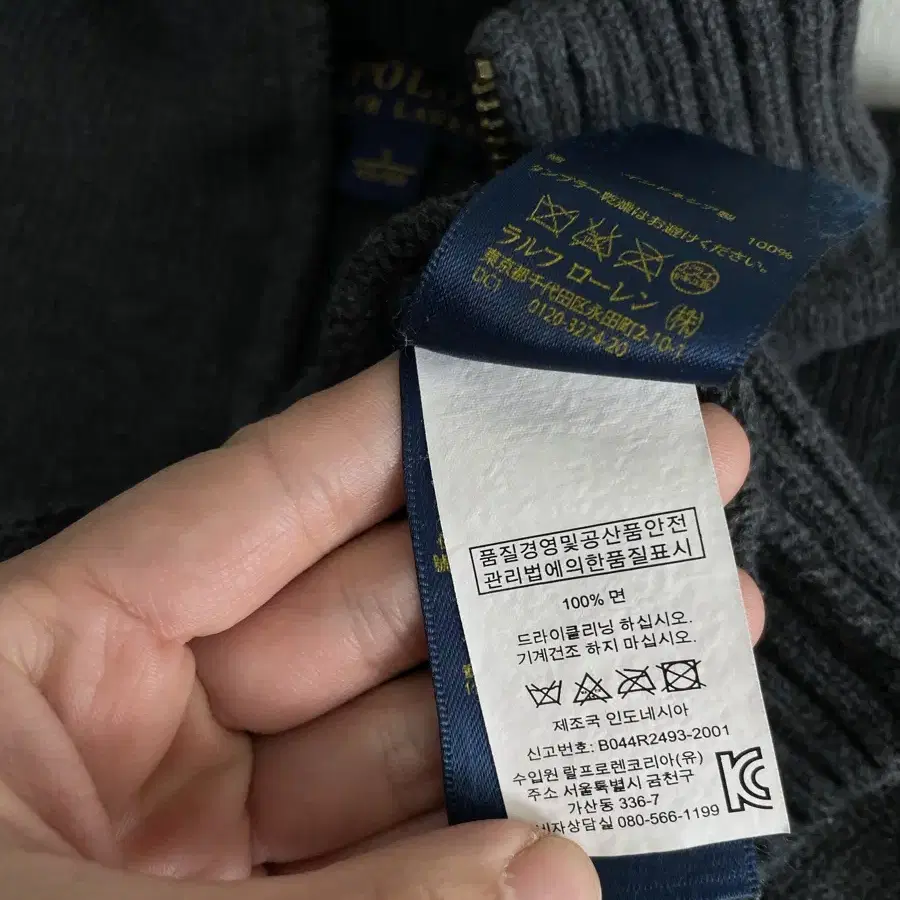 POLO
100%
タンブラー乾燥はお避けください。
ラルフ ローレン (株)
東京都千代田区永田町2-10-1
DC1 0120-3274-20
품질경영및공산품안전
관리법에의한품질표시
100% 면
드라이클리닝 하십시오.
기계건조 하지 마십시오.
제조국 인도네시아
신고번호: B044R2493-2001
수입원 랄프로렌코리아(유)
주소 서울특별시 금천구
가산동 336-7
비자상담실 080-566-1199